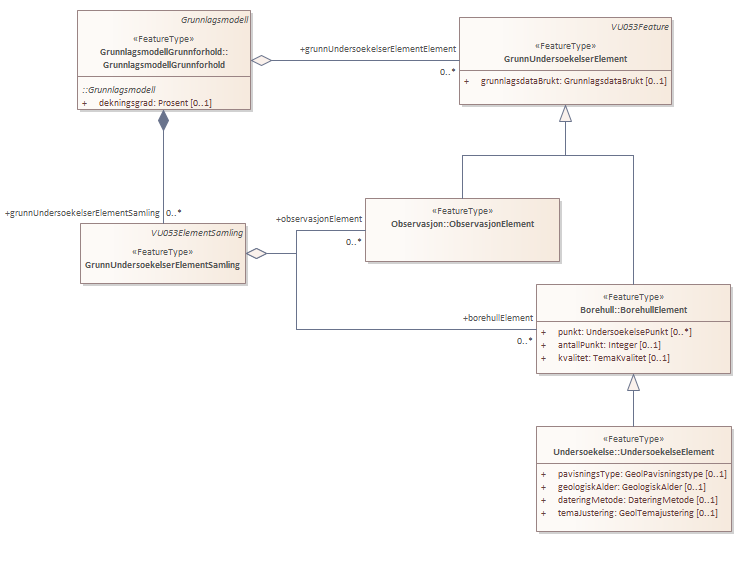 Grunnlagsmodell
«FeatureType»
GrunnlagsmodellGrunnforhold::
GrunnlagsmodellGrunnforhold
::Grunnlagsmodell
+ dekningsgrad: Prosent [0..1]
+grunnUndersoekelserElementElement
0..*
VU053Feature
«FeatureType»
GrunnUndersoekelserElement
+ grunnlagsdataBrukt: GrunnlagsdataBrukt [0..1]
+grunnUndersoekelserElementSamling
0..*
VU053ElementSamling
«FeatureType»
GrunnUndersoekelserElementSamling
+observasjonElement
0..*
«FeatureType»
Observasjon::ObservasjonElement
+borehullElement
0..*
«FeatureType»
Borehull::BorehullElement
+ punkt: UndersoekelsePunkt [0..*]
+ antallPunkt: Integer [0..1]
+ kvalitet: TemaKvalitet [0..1]
«FeatureType»
Undersoekelse::UndersoekelseElement
+ pavisningsType: GeolPavisningstype [0..1]
+ geologiskAlder: GeologiskAlder [0..1]
+ dateringMetode: DateringMetode [0..1]
+ temaJustering: GeolTemajustering [0..1]